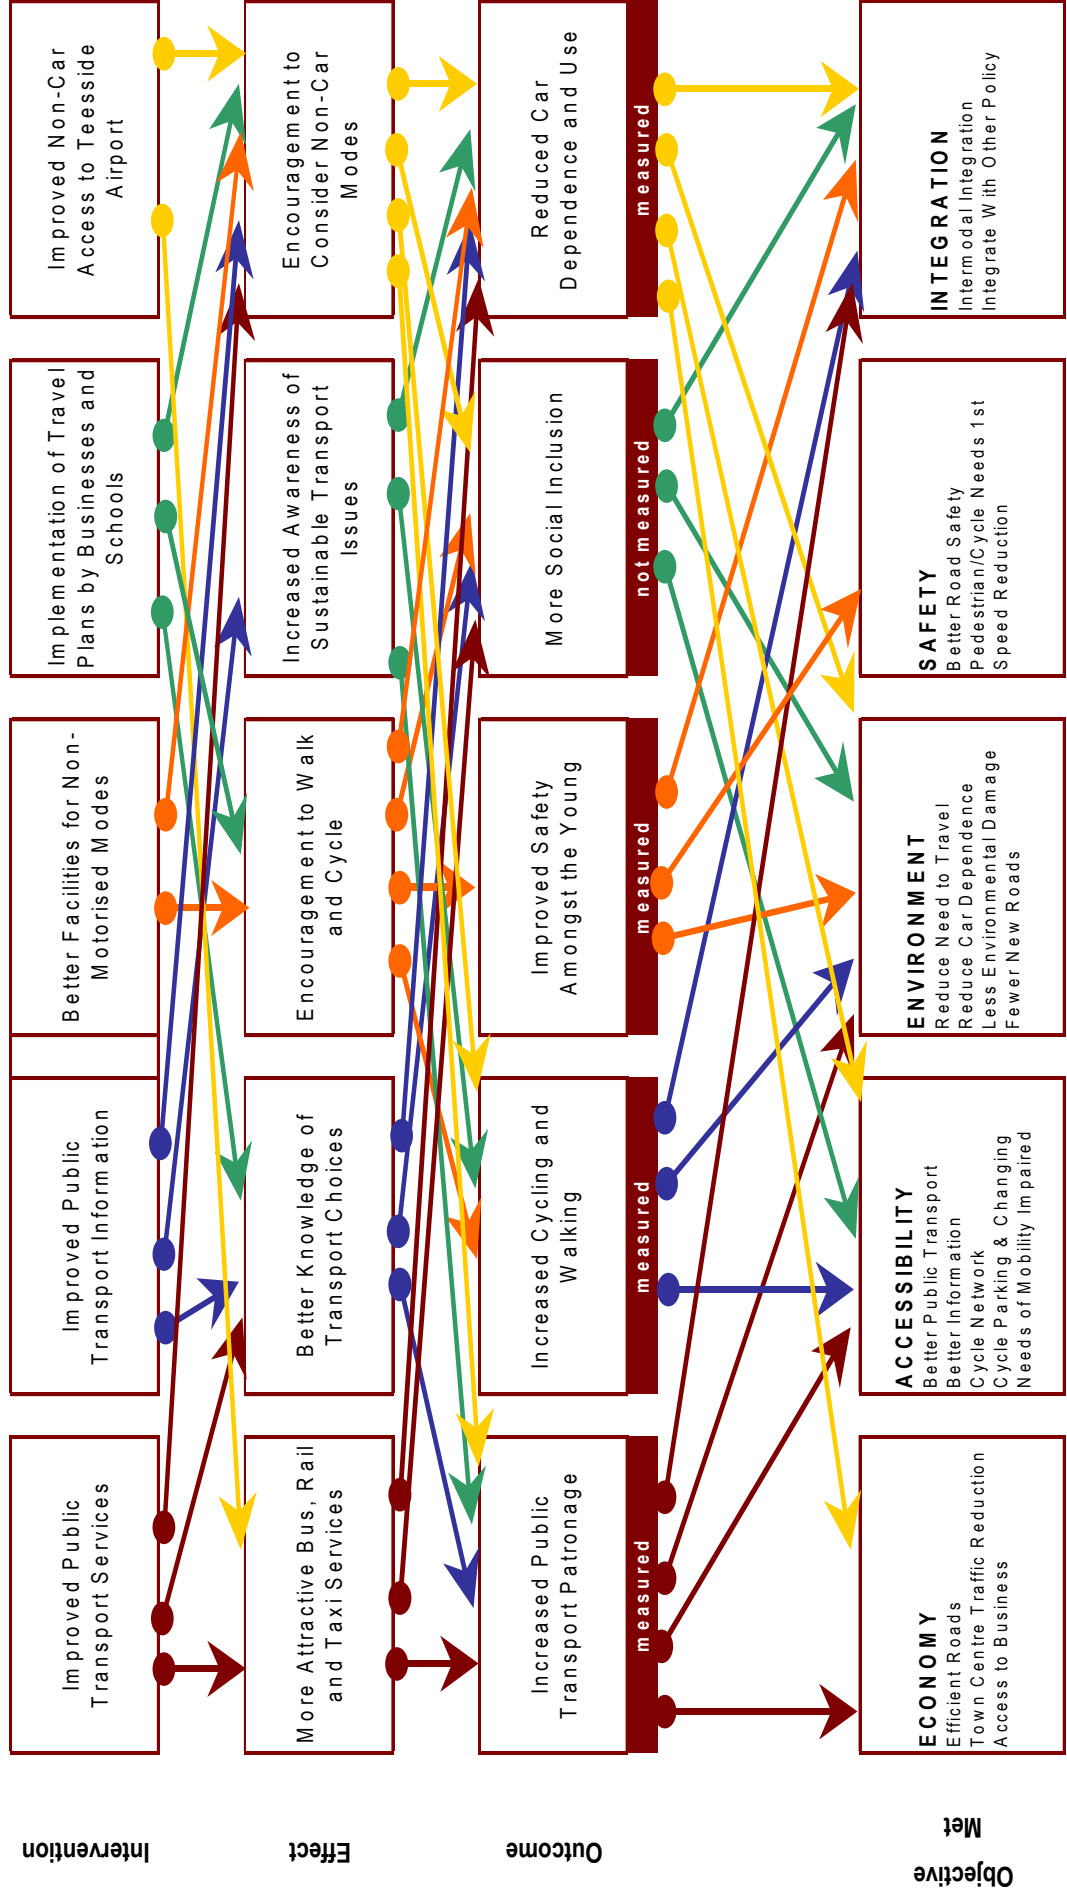 Intervention
Improved Public
Transport Services
Improved Public
Transport Information
Better Facilities for Non-
Motorised Modes
Implementation of Travel
Plans by Businesses and
Schools
Improved Non-Car
Access to Teesside
Airport
Effect
More Attractive Bus, Rail
and Taxi Services
Better Knowledge of
Transport Choices
Encouragement to Walk
and Cycle
Increased Awareness of
Sustainable Transport
Issues
Encouragement to
Consider Non-Car
Modes
Outcome
Increased Public
Transport Patronage
measured
Increased Cycling and
Walking
measured
Improved Safety
Amongst the Young
measured
More Social Inclusion
not measured
Reduced Car
Dependence and Use
measured
Objective
Met
ECONOMY
Efficient Roads
Town Centre Traffic Reduction
Access to Business
ACCESSIBILITY
Better Public Transport
Better Information
Cycle Network
Cycle Parking & Changing
Needs of Mobility Impaired
ENVIRONMENT
Reduce Need to Travel
Reduce Car Dependence
Less Environmental Damage
Fewer New Roads
SAFETY
Better Road Safety
Pedestrian/Cycle Needs 1st
Speed Reduction
INTEGRATION
Intermodal Integration
Integrate With Other Policy